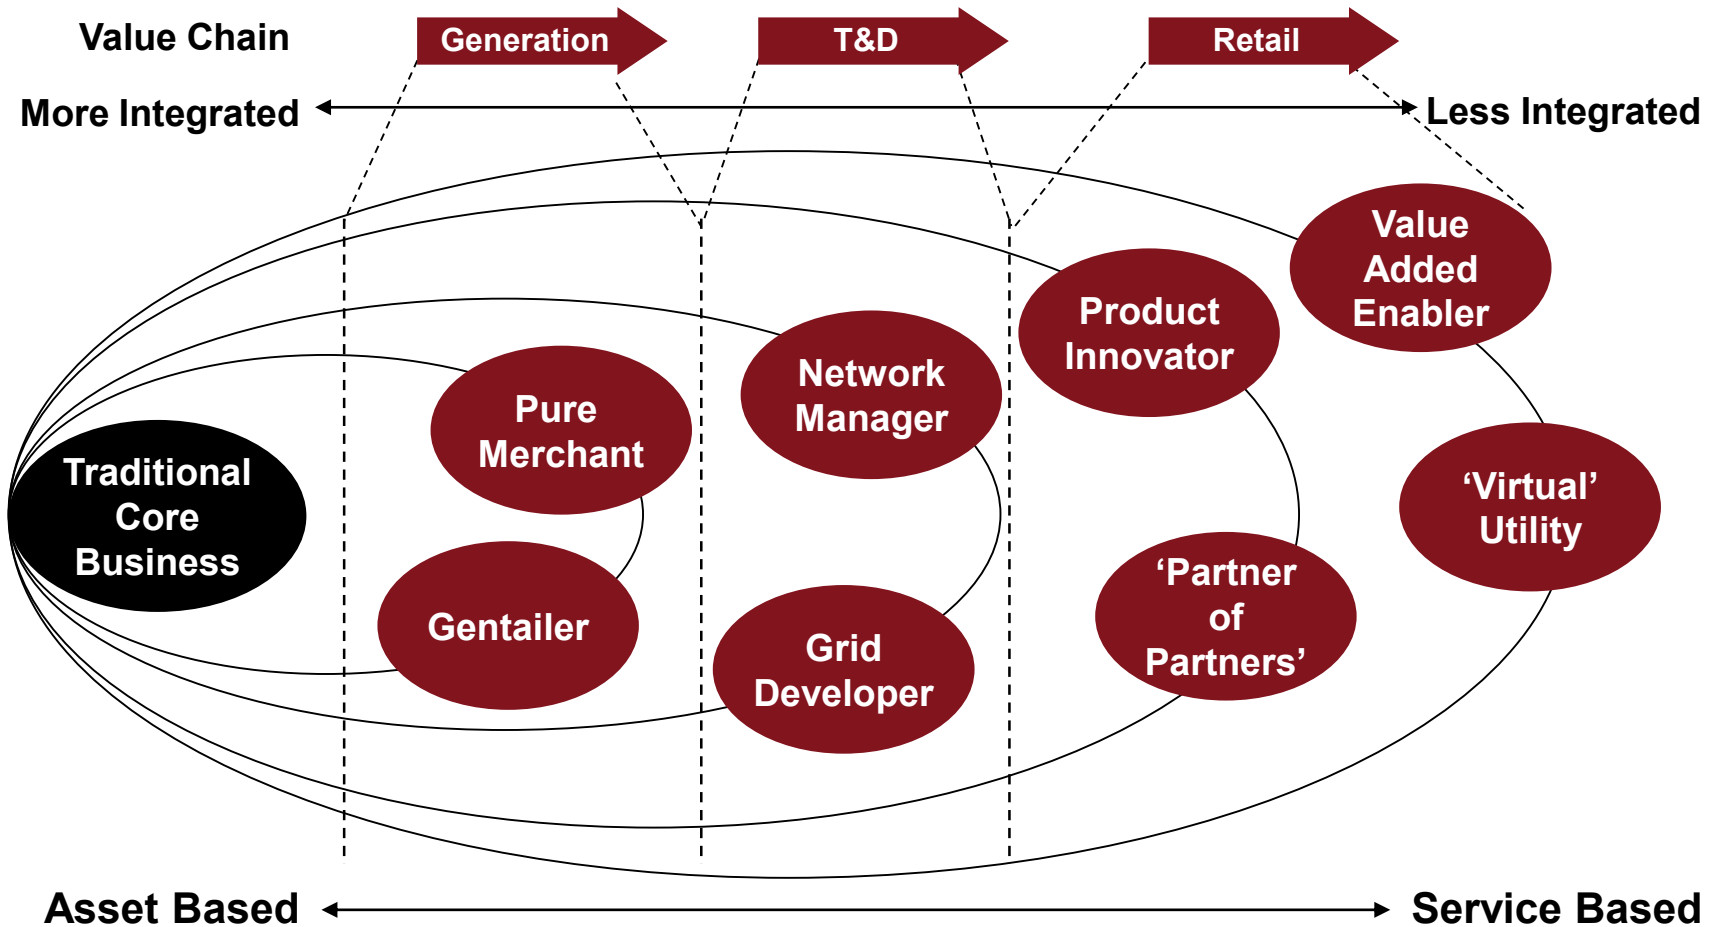 Value Chain
Generation
T&D
Retail
More Integrated
Less Integrated
Value
Added
Enabler
Product
Innovator
Network
Manager
Pure
Merchant
Traditional
Core
Business
‘Virtual’
Utility
Gentailer
Grid
Developer
‘Partner
of
Partners’
Asset Based
Service Based